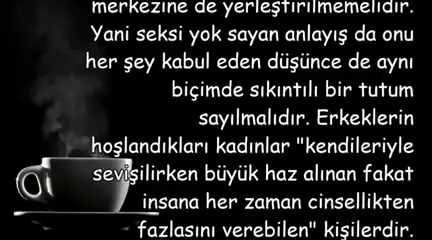 merkezine de yerleştirilmemelidir.
Yani seksi yok sayan anlayış da onu
her şey kabul eden düşünce de aynı
biçimde sıkıntılı bir tutum
sayılmalıdır. Erkeklerin
hoşlandıkları kadınlar "kendileriyle
sevişilirken büyük haz alınan fakat
insana her zaman cinsellikten
fazlasını verebilen" kişilerdir.